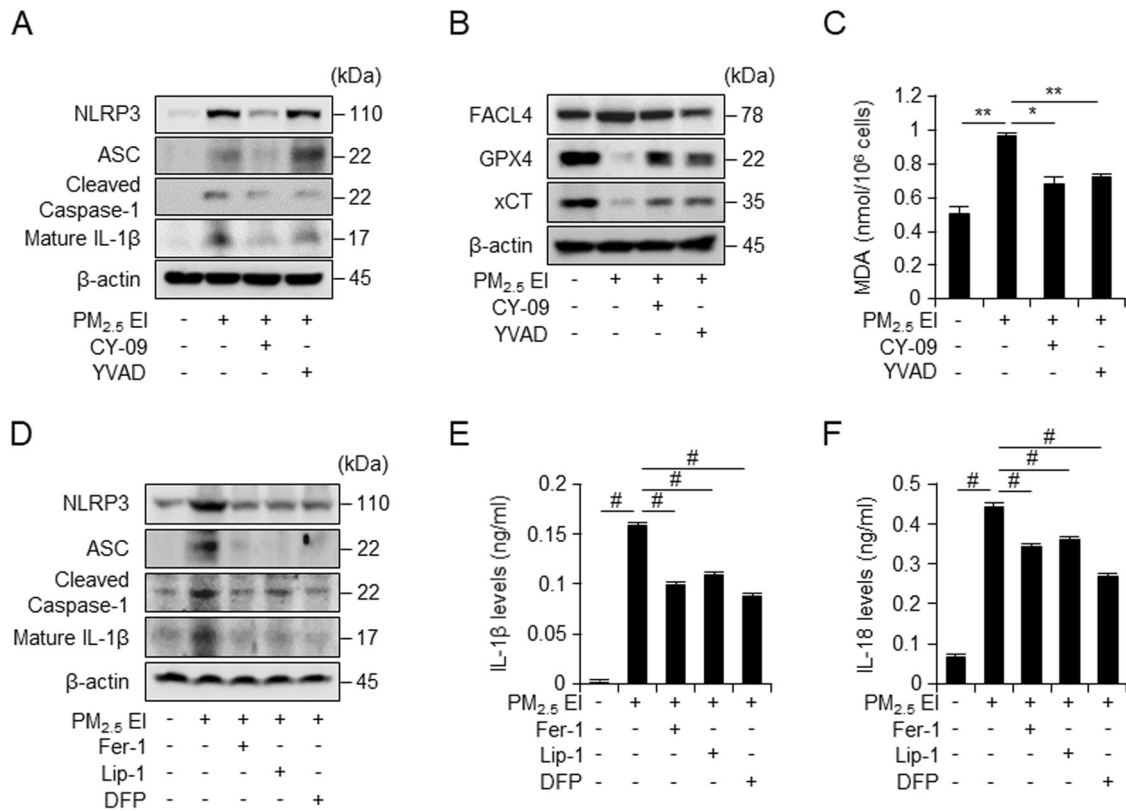 A
(kDa)
NLRP3
110
ASC
22
Cleaved
Caspase-1
22
Mature IL-1β
17
β-actin
45
PM2.5 EI - + + +
CY-09 - - + -
YVAD - - - +
B
(kDa)
FACL4
78
GPX4
22
xCT
35
β-actin
45
PM2.5 EI - + + +
CY-09 - - + -
YVAD - - - +
C
MDA (nmol/10⁶ cells)
1.2
1
0.8
0.6
0.4
0.2
0
**
*
**
PM2.5 EI - + + +
CY-09 - - + -
YVAD - - - +
D
(kDa)
NLRP3
110
ASC
22
Cleaved
Caspase-1
22
Mature IL-1β
17
β-actin
45
PM2.5 EI - + + + +
Fer-1 - - + - -
Lip-1 - - - + -
DFP - - - - +
E
IL-1β levels (ng/ml)
0.2
0.15
0.1
0.05
0
#
#
# #
PM2.5 EI - + + + +
Fer-1 - - + - -
Lip-1 - - - + -
DFP - - - - +
F
IL-18 levels (ng/ml)
0.5
0.4
0.3
0.2
0.1
0
#
#
# #
PM2.5 EI - + + + +
Fer-1 - - + - -
Lip-1 - - - + -
DFP - - - - +